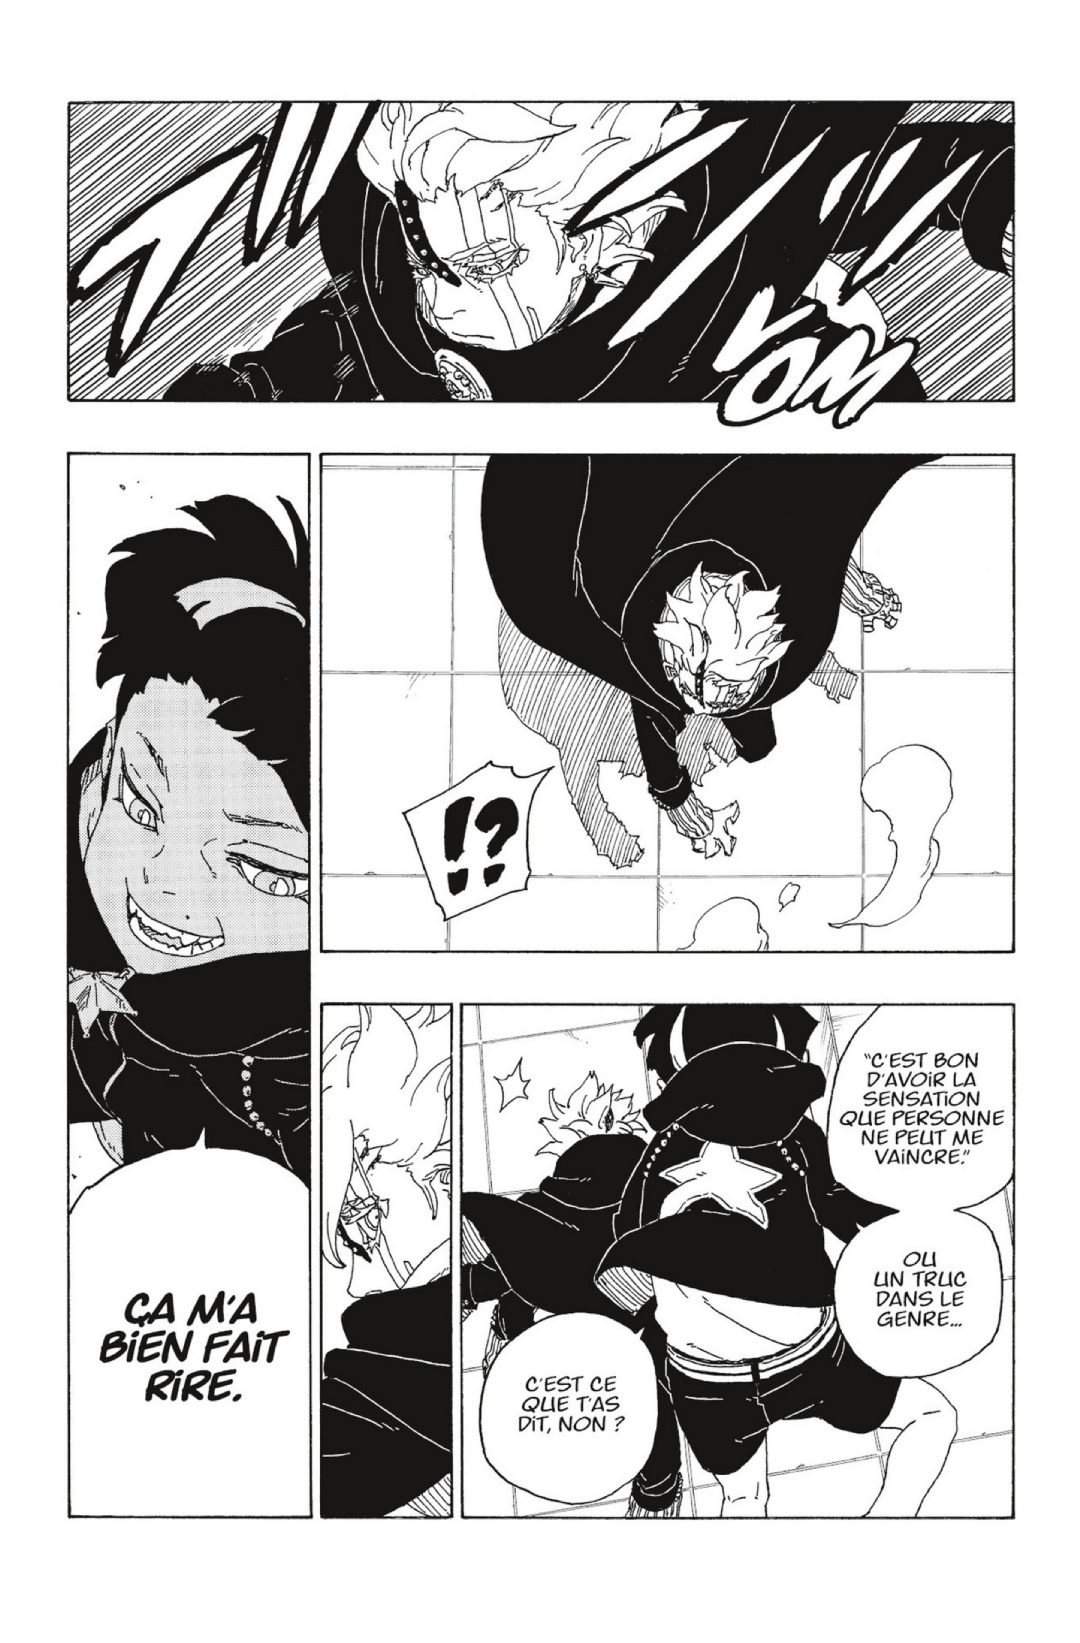 VOM
!?
"C'EST BON
D'AVOIR LA
SENSATION
QUE PERSONNE
NE PEUT ME
VAINCRE."
OU
UN TRUC
DANS LE
GENRE...
C'EST CE
QUE T'AS
DIT, NON ?
ÇA M'A
BIEN FAIT
RIRE.